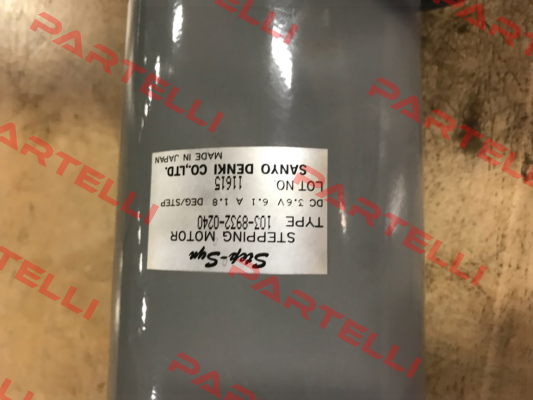 Step-Syn
STEPPING MOTOR
TYPE 103-8932-0240
DC 3.6V 6.1 A 1.8 DEG/STEP
LOT NO 11615
SANYO DENKI CO.,LTD.
MADE IN JAPAN
PARTELLI
PARTELLI
PARTELLI
PARTELLI
PARTELLI